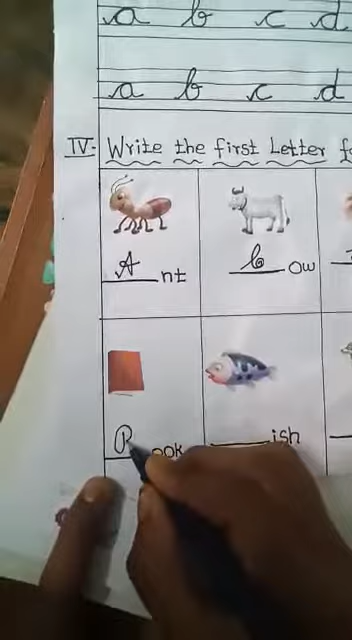 a b c d
a b c d
IV- Write the first Letter
A nt C ow
B ook ish